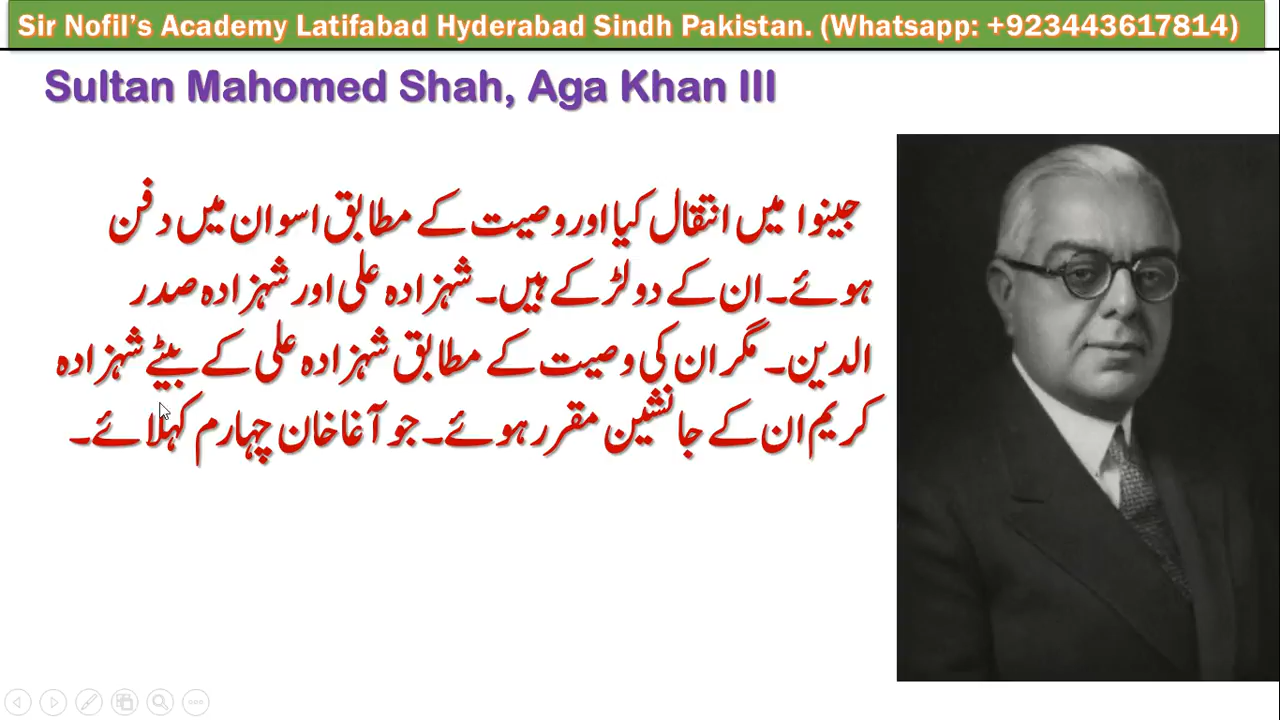 Sir Nofil's Academy Latifabad Hyderabad Sindh Pakistan. (Whatsapp: +923443617814)
Sultan Mahomed Shah, Aga Khan III
جینوا میں انتقال کیا اور وصیت کے مطابق اسوان میں دفن
ہوئے۔ ان کے دو لڑکے ہیں۔ شہزادہ علی اور شہزادہ صدر
الدین۔ مگر ان کی وصیت کے مطابق شہزادہ علی کے بیٹے شہزادہ
کریم ان کے جانشین مقرر ہوئے۔ جو آغا خان چہارم کہلائے۔